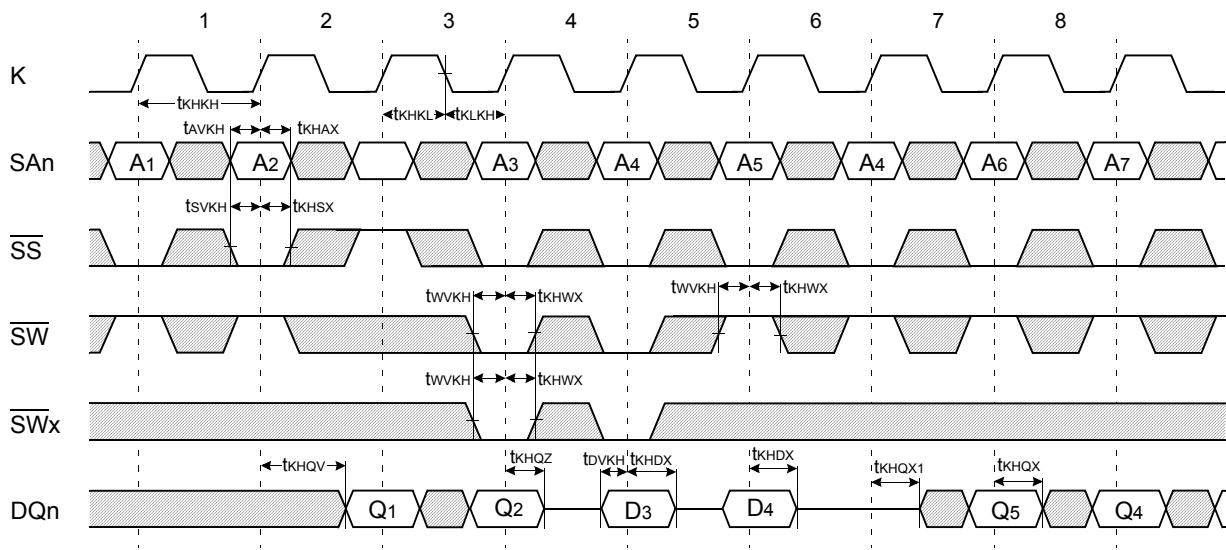 1 2 3 4 5 6 7 8
K
tKHKH tKHKL tKLKH
tAVKH tKHAX
SAn A1 A2 A3 A4 A5 A4 A6 A7
tSVKH tKHSX
SS
tWVKH tKHWX tWVKH tKHWX
SW
tWVKH tKHWX
SWx
tKHQV tKHQZ tDVKH tKHDX tKHDX tKHQX1 tKHQX
DQn Q1 Q2 D3 D4 Q5 Q4